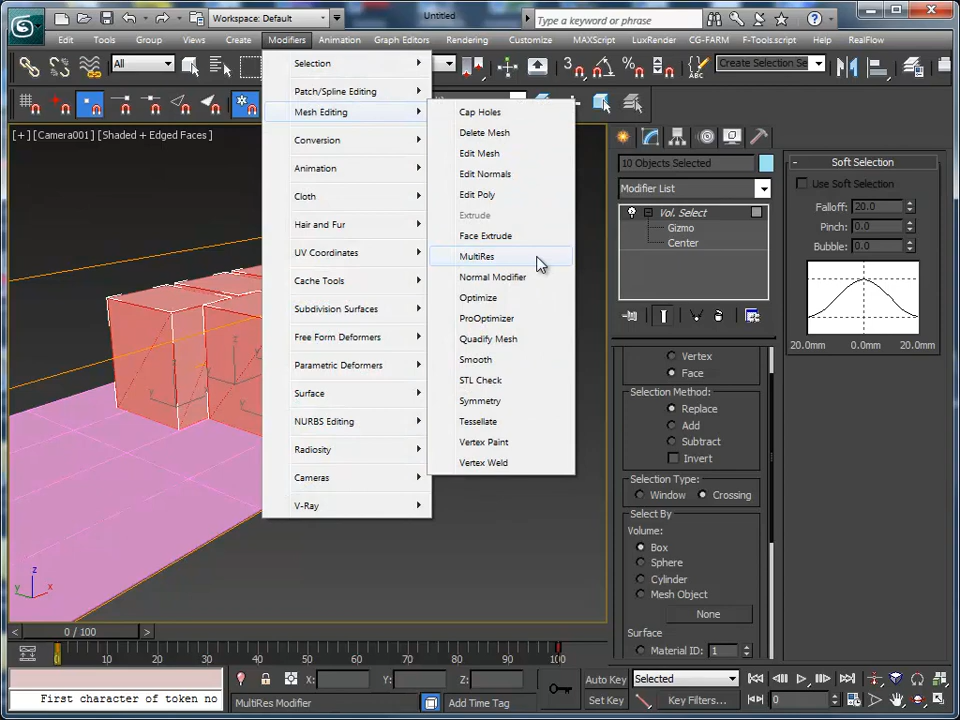 Workspace: Default
Untitled
Type a keyword or phrase
Edit Tools Group Views Create Modifiers Animation Graph Editors Rendering Customize MAXScript LuxRender CG-FARM F-Tools.script Help RealFlow
All
3
%
Create Selection Se
[+] [Camera001] [Shaded + Edged Faces]
Selection
Patch/Spline Editing
Mesh Editing
Conversion
Animation
Cloth
Hair and Fur
UV Coordinates
Cache Tools
Subdivision Surfaces
Free Form Deformers
Parametric Deformers
Surface
NURBS Editing
Radiosity
Cameras
V-Ray
Cap Holes
Delete Mesh
Edit Mesh
Edit Normals
Edit Poly
Extrude
Face Extrude
MultiRes
Normal Modifier
Optimize
ProOptimizer
Quadify Mesh
Smooth
STL Check
Symmetry
Tessellate
Vertex Paint
Vertex Weld
10 Objects Selected
Modifier List
Vol. Select
Gizmo
Center
Vertex
Face
Selection Method:
Replace
Add
Subtract
Invert
Selection Type:
Window Crossing
Select By
Volume:
Box
Sphere
Cylinder
Mesh Object
None
Surface
Material ID: 1
- Soft Selection
Use Soft Selection
Falloff: 20.0
Pinch: 0.0
Bubble: 0.0
20.0mm 0.0mm 20.0mm
z
y x
< 0 / 100 >
0 10 20 30 40 50 60 70 80 90 100
First character of token no
X: Y: Z:
MultiRes Modifier
Add Time Tag
Auto Key Selected
Set Key Key Filters...
0